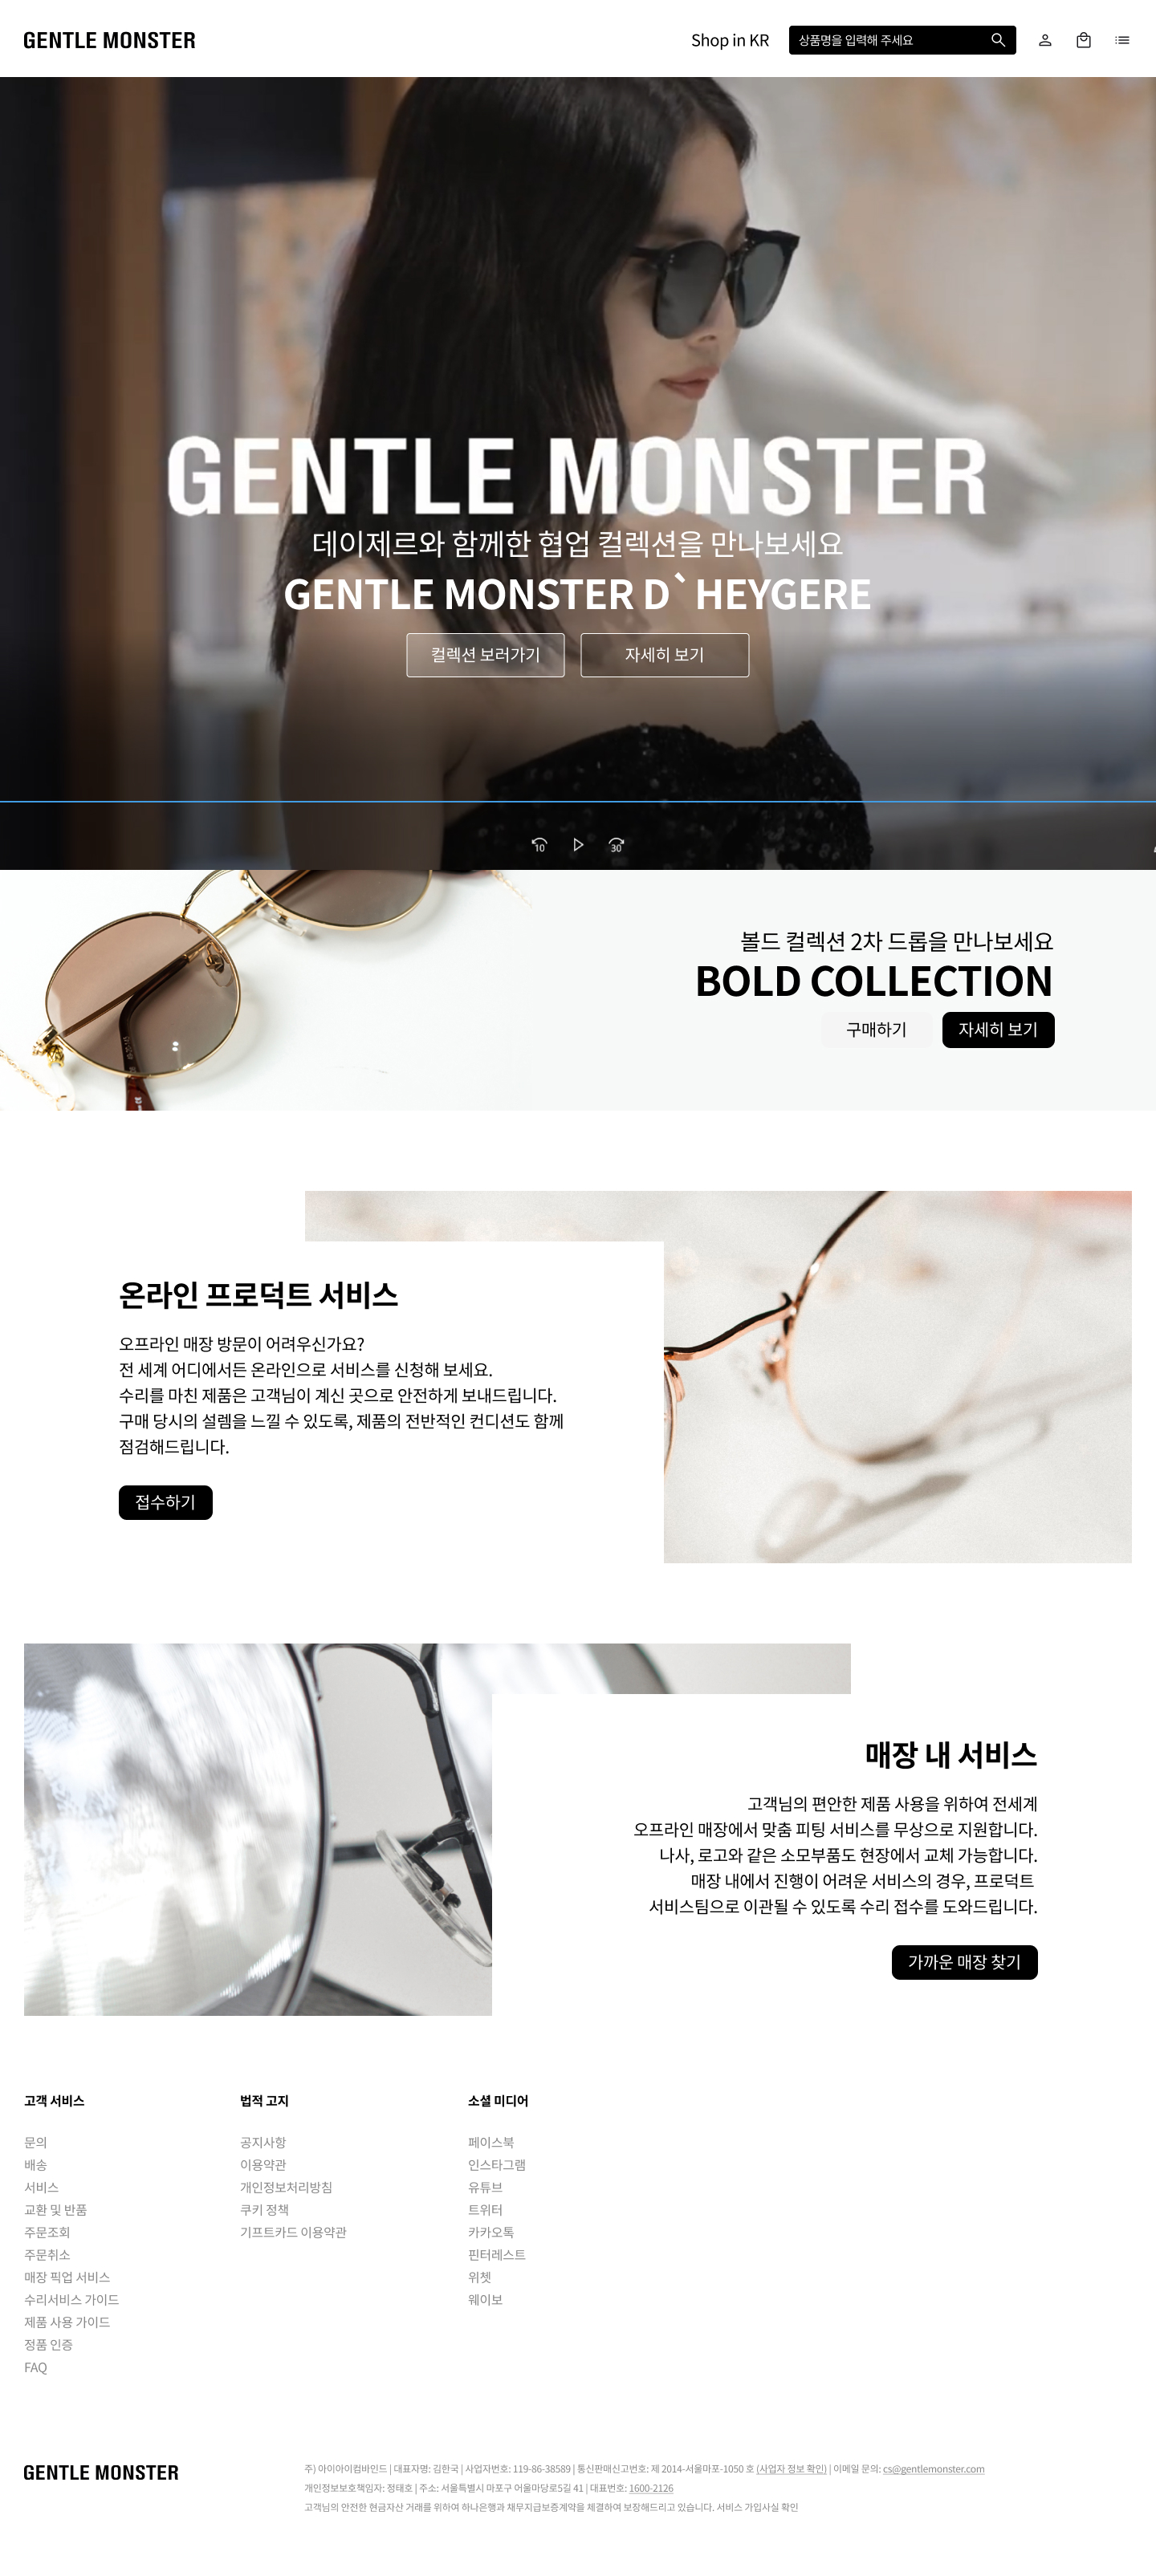 GENTLE MONSTER
Shop in KR
상품명을 입력해 주세요
GENTLE MONSTER
데이제르와 함께한 협업 컬렉션을 만나보세요
GENTLE MONSTER D`HEYGERE
컬렉션 보러가기
자세히 보기
10
30
볼드 컬렉션 2차 드롭을 만나보세요
BOLD COLLECTION
구매하기
자세히 보기
온라인 프로덕트 서비스
오프라인 매장 방문이 어려우신가요?
전 세계 어디에서든 온라인으로 서비스를 신청해 보세요.
수리를 마친 제품은 고객님이 계신 곳으로 안전하게 보내드립니다.
구매 당시의 설렘을 느낄 수 있도록, 제품의 전반적인 컨디션도 함께
점검해드립니다.
접수하기
매장 내 서비스
고객님의 편안한 제품 사용을 위하여 전세계
오프라인 매장에서 맞춤 피팅 서비스를 무상으로 지원합니다.
나사, 로고와 같은 소모부품도 현장에서 교체 가능합니다.
매장 내에서 진행이 어려운 서비스의 경우, 프로덕트
서비스팀으로 이관될 수 있도록 수리 접수를 도와드립니다.
가까운 매장 찾기
고객 서비스
문의
배송
서비스
교환 및 반품
주문조회
주문취소
매장 픽업 서비스
수리서비스 가이드
제품 사용 가이드
정품 인증
FAQ
법적 고지
공지사항
이용약관
개인정보처리방침
쿠키 정책
기프트카드 이용약관
소셜 미디어
페이스북
인스타그램
유튜브
트위터
카카오톡
핀터레스트
위쳇
웨이보
GENTLE MONSTER
주) 아이아이컴바인드 | 대표자명: 김한국 | 사업자번호: 119-86-38589 | 통신판매신고번호: 제 2014-서울마포-1050 호 (사업자 정보 확인) | 이메일 문의: cs@gentlemonster.com
개인정보보호책임자: 정태호 | 주소: 서울특별시 마포구 어울마당로5길 41 | 대표번호: 1600-2126
고객님의 안전한 현금자산 거래를 위하여 하나은행과 채무지급보증계약을 체결하여 보장해드리고 있습니다. 서비스 가입사실 확인